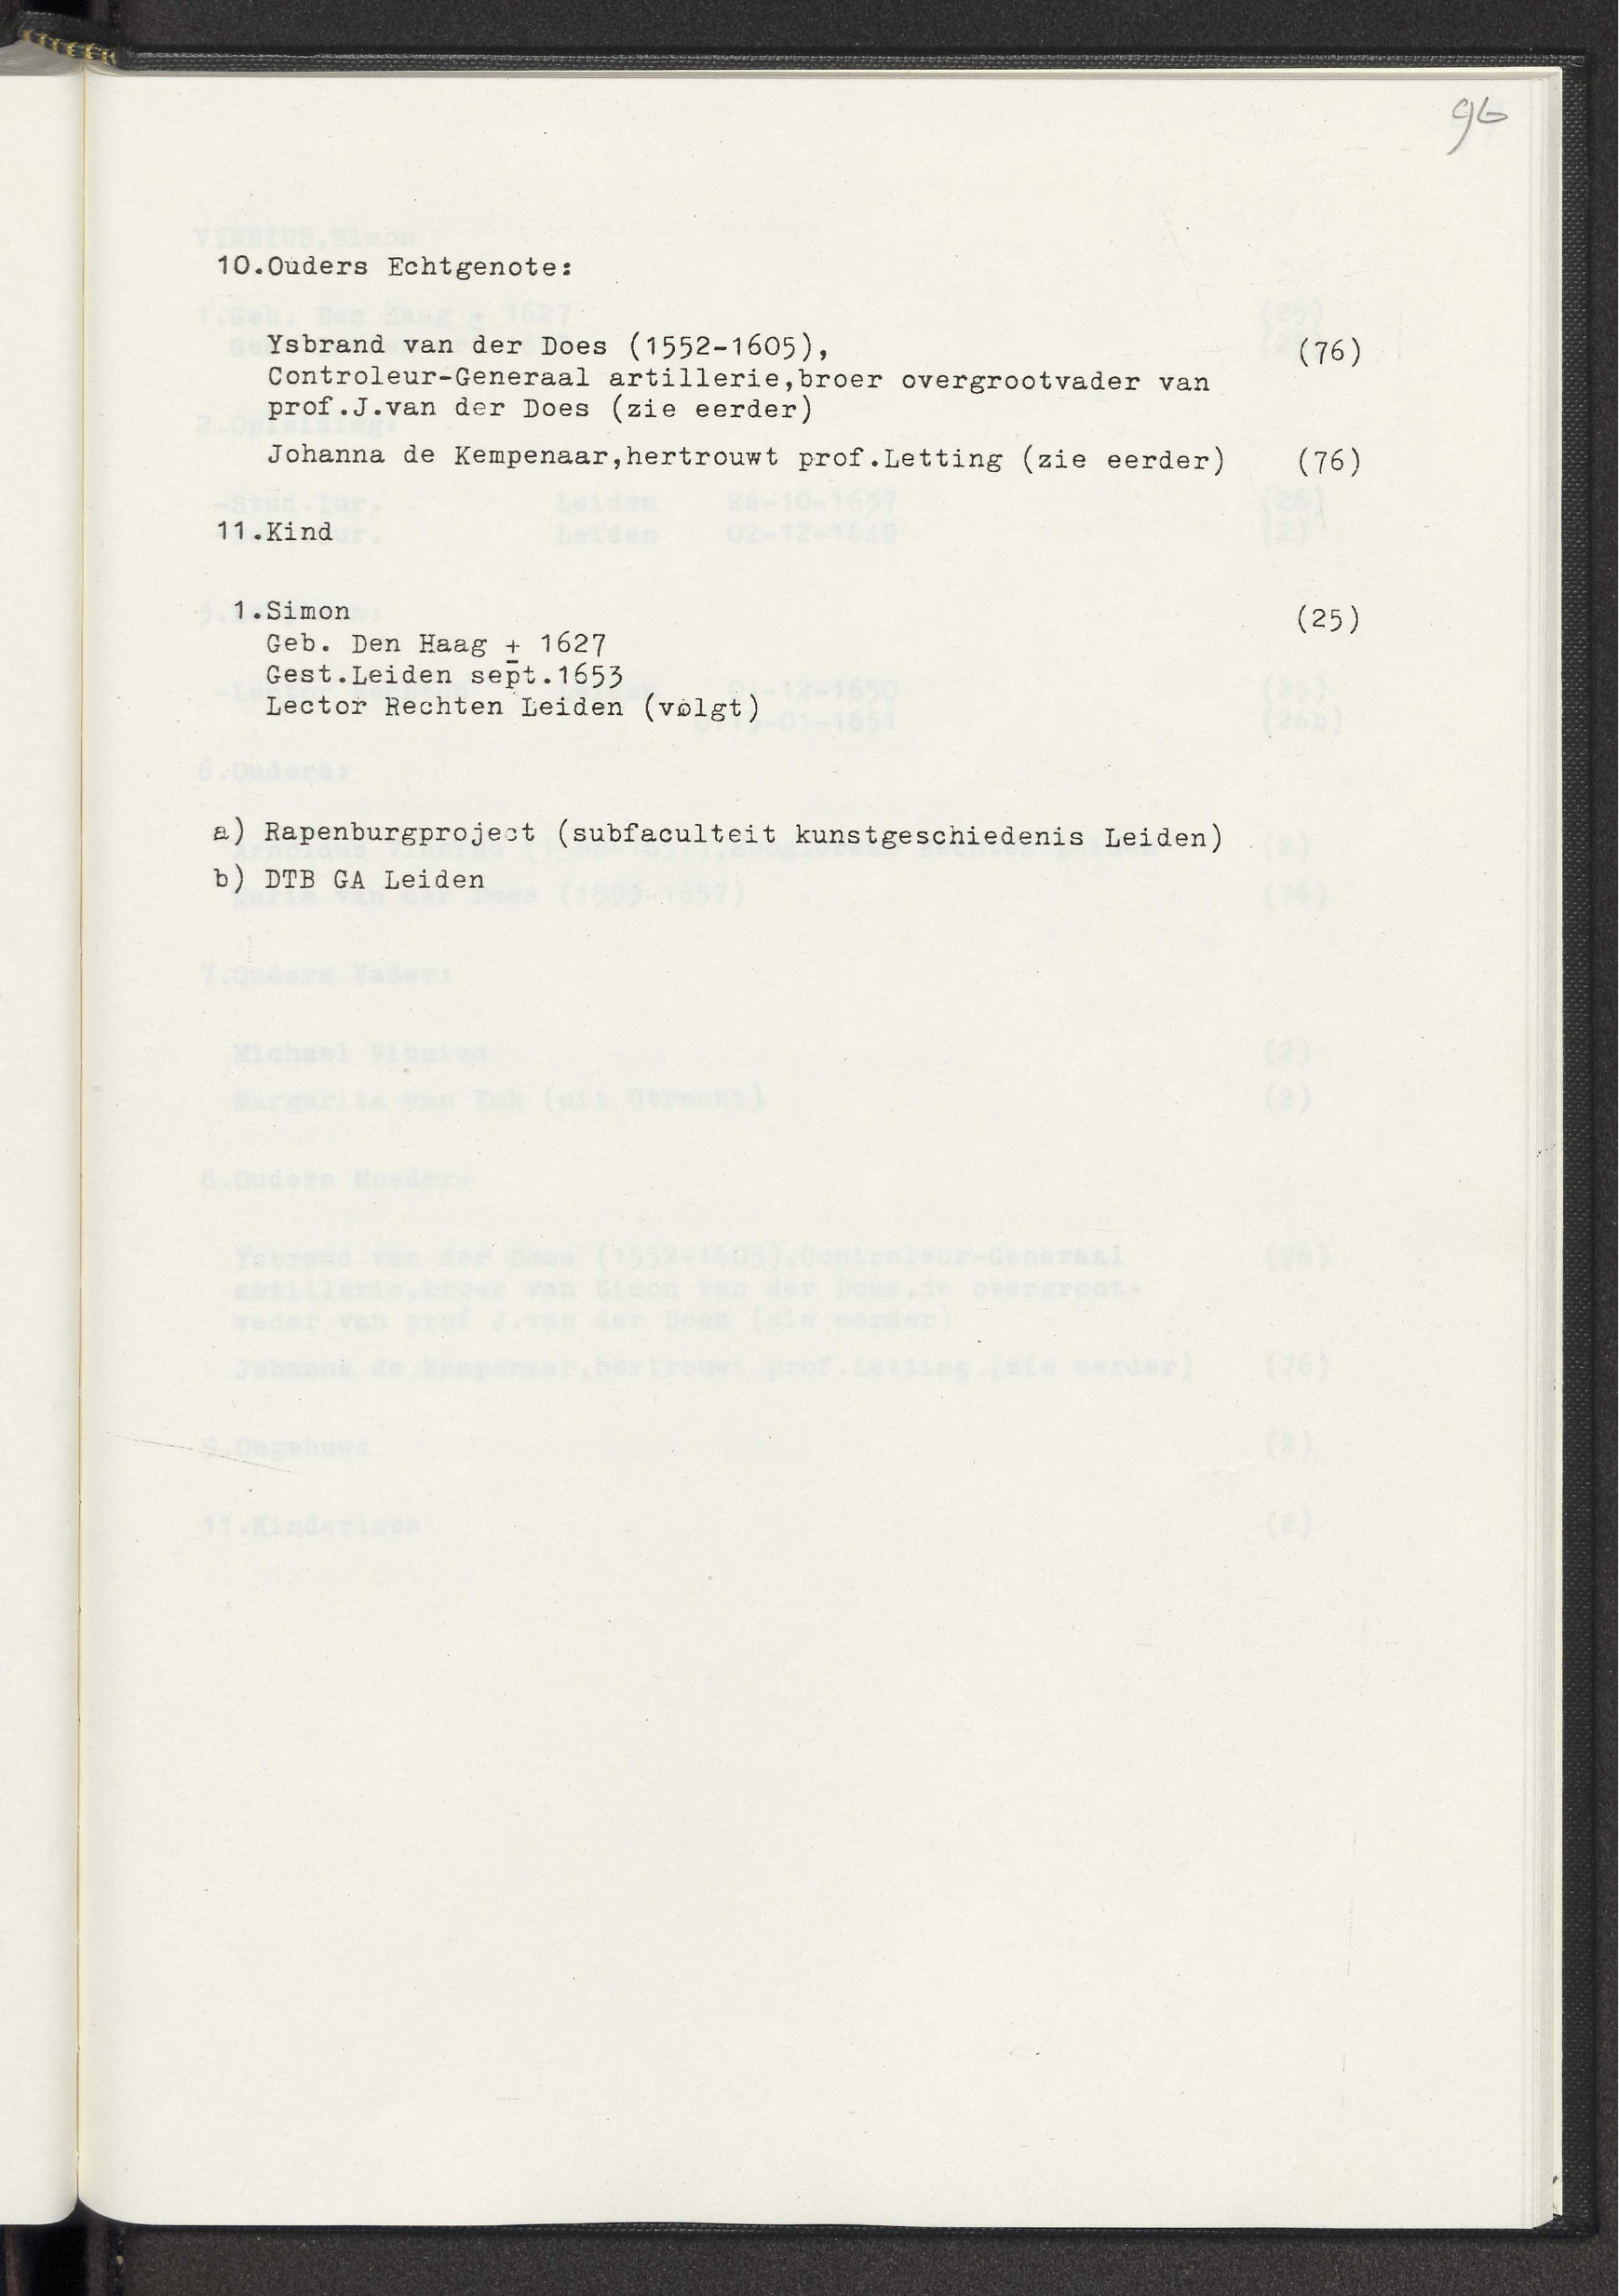 96
10.Ouders Echtgenote:
Ysbrand van der Does (1552-1605), (76)
Controleur-Generaal artillerie,broer overgrootvader van
prof.J.van der Does (zie eerder)
Johanna de Kempenaar,hertrouwt prof.Letting (zie eerder) (76)
11.Kind
1.Simon (25)
Geb. Den Haag ± 1627
Gest.Leiden sept.1653
Lector Rechten Leiden (volgt)
a) Rapenburgproject (subfaculteit kunstgeschiedenis Leiden)
b) DTB GA Leiden